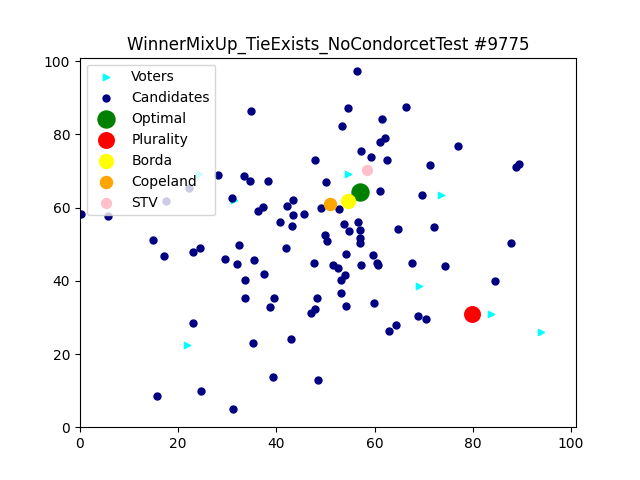 WinnerMixUp_TieExists_NoCondorcetTest #9775
100
80
60
40
20
0
Voters
Candidates
Optimal
Plurality
Borda
Copeland
STV
0 20 40 60 80 100